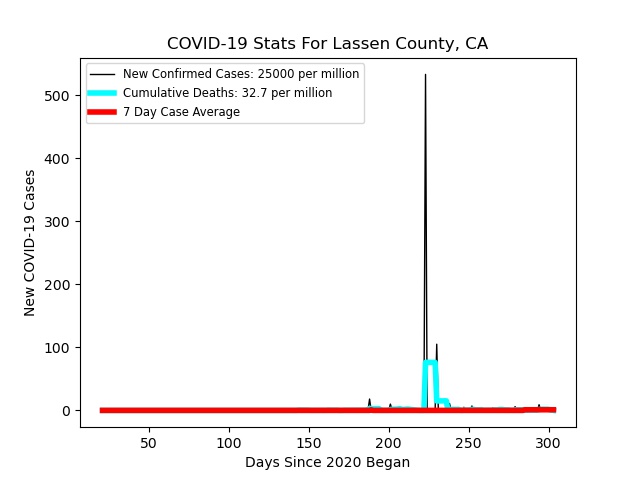 COVID-19 Stats For Lassen County, CA
New Confirmed Cases: 25000 per million
Cumulative Deaths: 32.7 per million
7 Day Case Average
500
400
300
200
100
0
New COVID-19 Cases
50 100 150 200 250 300
Days Since 2020 Began